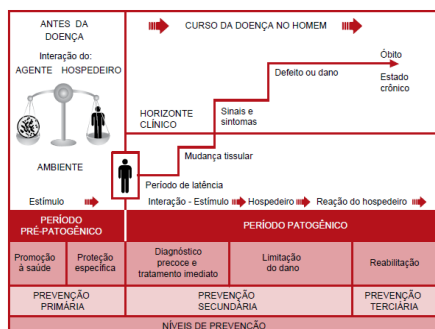 ANTES DA
DOENÇA
CURSO DA DOENÇA NO HOMEM
Interação do:
AGENTE HOSPEDEIRO
Óbito
Defeito ou dano
Estado
crônico
HORIZONTE
CLÍNICO
Sinais e
sintomas
Mudança tissular
AMBIENTE
Período de latência
Estímulo
Interação - Estímulo
Hospedeiro
Reação do hospedeiro
PERÍODO
PRÉ-PATOGÊNICO
PERÍODO PATOGÊNICO
Promoção
à saúde
Proteção
específica
Diagnóstico
precoce e
tratamento imediato
Limitação
do dano
Reabilitação
PREVENÇÃO
PRIMÁRIA
PREVENÇÃO
SECUNDÁRIA
PREVENÇÃO
TERCIÁRIA
NÍVEIS DE PREVENÇÃO